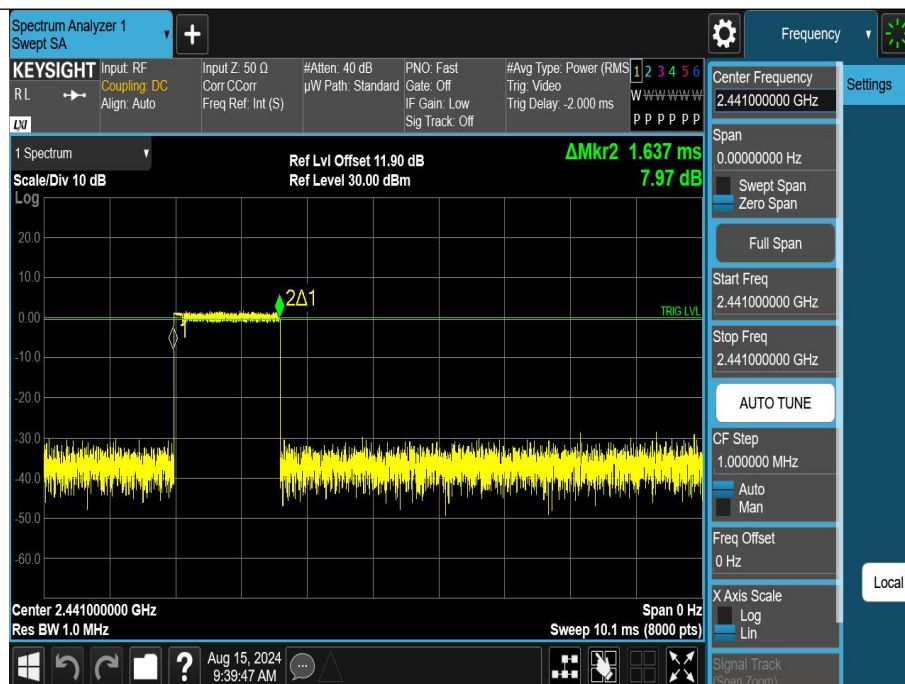 Spectrum Analyzer 1
Swept SA
+
Frequency
KEYSIGHT
R L
LXI
Input: RF
Coupling: DC
Align: Auto
Input Z: 50 Ω
Corr CCorr
Freq Ref: Int (S)
#Atten: 40 dB
µW Path: Standard
PNO: Fast
Gate: Off
IF Gain: Low
Sig Track: Off
#Avg Type: Power (RMS
Trig: Video
Trig Delay: -2.000 ms
1 2 3 4 5 6
W W W W W W
P P P P P P
1 Spectrum
Scale/Div 10 dB
Log
Ref Lvl Offset 11.90 dB
Ref Level 30.00 dBm
ΔMkr2 1.637 ms
7.97 dB
20.0
10.0
0.00
-10.0
-20.0
-30.0
-40.0
-50.0
-60.0
2Δ1
1
TRIG LVL
Center 2.441000000 GHz
Res BW 1.0 MHz
Span 0 Hz
Sweep 10.1 ms (8000 pts)
?
Aug 15, 2024
9:39:47 AM
Center Frequency
2.441000000 GHz
Span
0.00000000 Hz
Swept Span
Zero Span
Full Span
Start Freq
2.441000000 GHz
Stop Freq
2.441000000 GHz
AUTO TUNE
CF Step
1.000000 MHz
Auto
Man
Freq Offset
0 Hz
X Axis Scale
Log
Lin
Signal Track
(Span Zoom)
Settings
Local